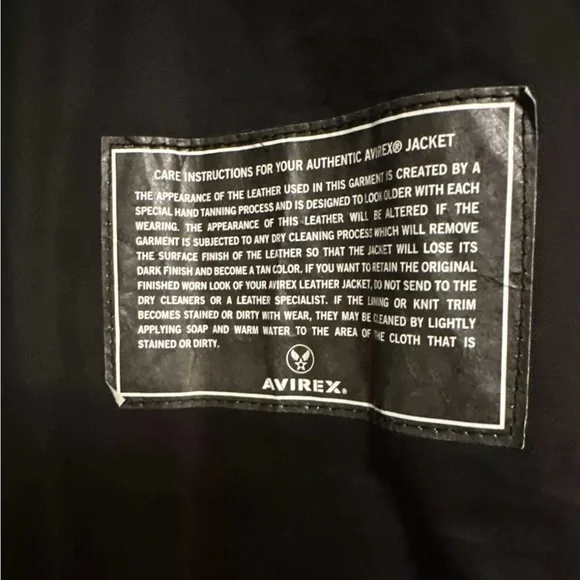 CARE INSTRUCTIONS FOR YOUR AUTHENTIC AVIREX® JACKET
THE APPEARANCE OF THE LEATHER USED IN THIS GARMENT IS CREATED BY A
SPECIAL HAND TANNING PROCESS AND IS DESIGNED TO LOOK OLDER WITH EACH
WEARING. THE APPEARANCE OF THIS LEATHER WILL BE ALTERED IF THE
GARMENT IS SUBJECTED TO ANY DRY CLEANING PROCESS WHICH WILL REMOVE
THE SURFACE FINISH OF THE LEATHER SO THAT THE JACKET WILL LOSE ITS
DARK FINISH AND BECOME A TAN COLOR. IF YOU WANT TO RETAIN THE ORIGINAL
FINISHED WORN LOOK OF YOUR AVIREX LEATHER JACKET, DO NOT SEND TO THE
DRY CLEANERS OR A LEATHER SPECIALIST. IF THE LINING OR KNIT TRIM
BECOMES STAINED OR DIRTY WITH WEAR, THEY MAY BE CLEANED BY LIGHTLY
APPLYING SOAP AND WARM WATER TO THE AREA OF THE CLOTH THAT IS
STAINED OR DIRTY.
AVIREX®